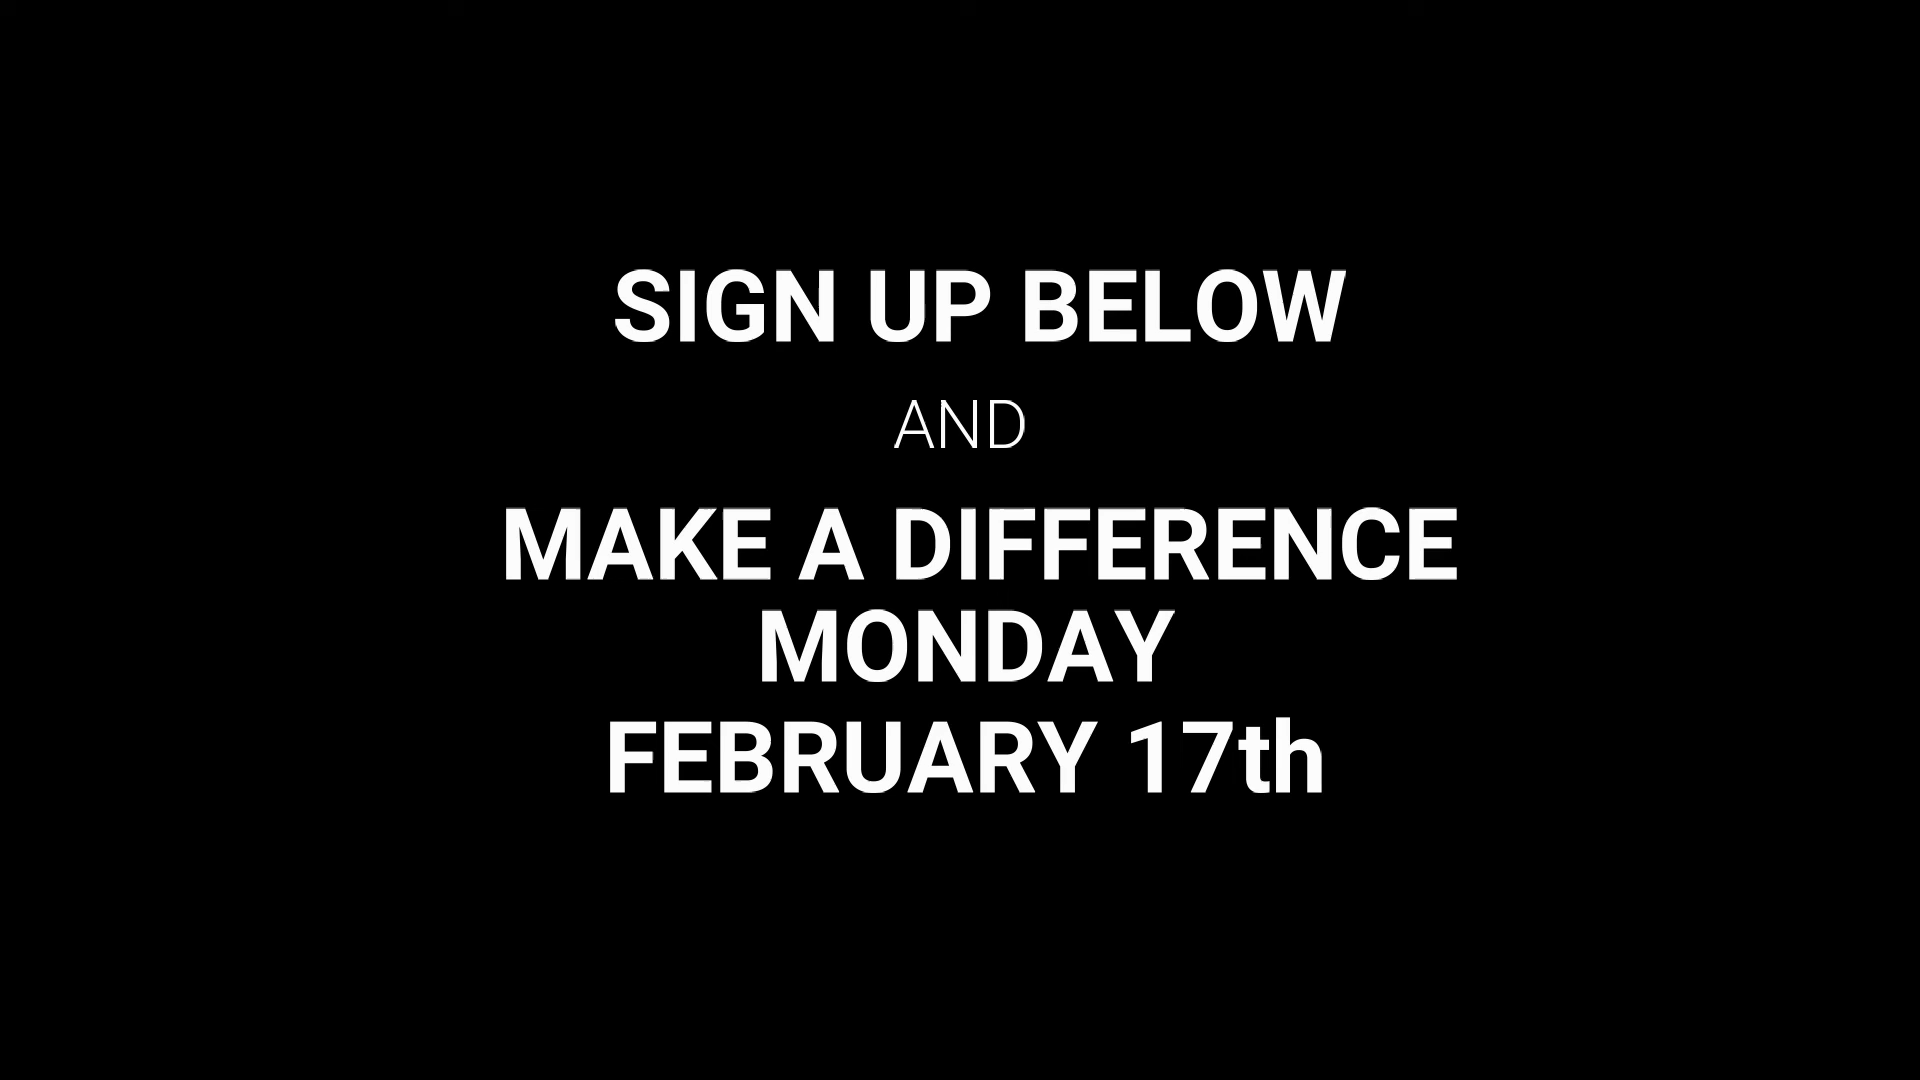 SIGN UP BELOW
AND
MAKE A DIFFERENCE
MONDAY
FEBRUARY 17th